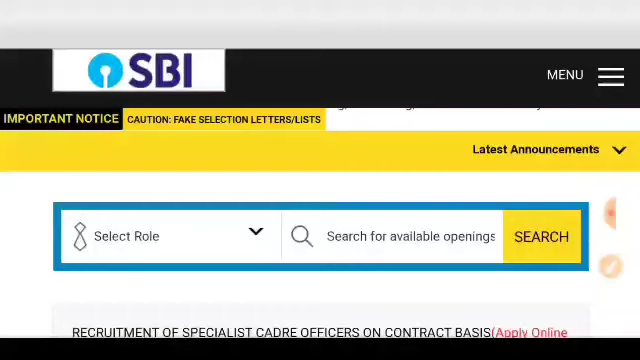 SBI
MENU
IMPORTANT NOTICE
CAUTION: FAKE SELECTION LETTERS/LISTS
Latest Announcements
Select Role
Search for available openings
SEARCH
RECRUITMENT OF SPECIALIST CADRE OFFICERS ON CONTRACT BASIS(Apply Online